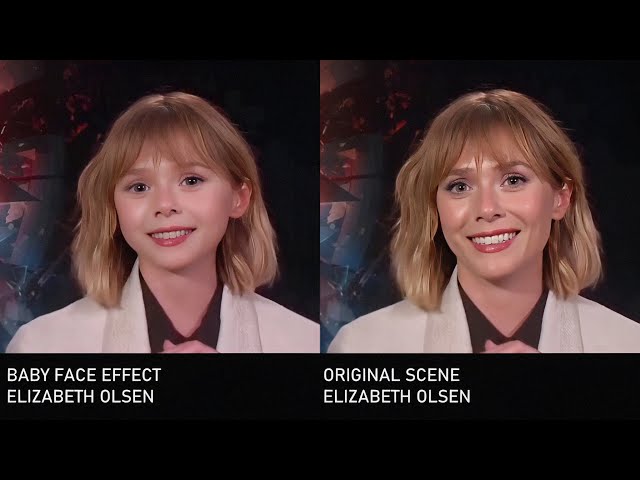 BABY FACE EFFECT
ELIZABETH OLSEN
ORIGINAL SCENE
ELIZABETH OLSEN